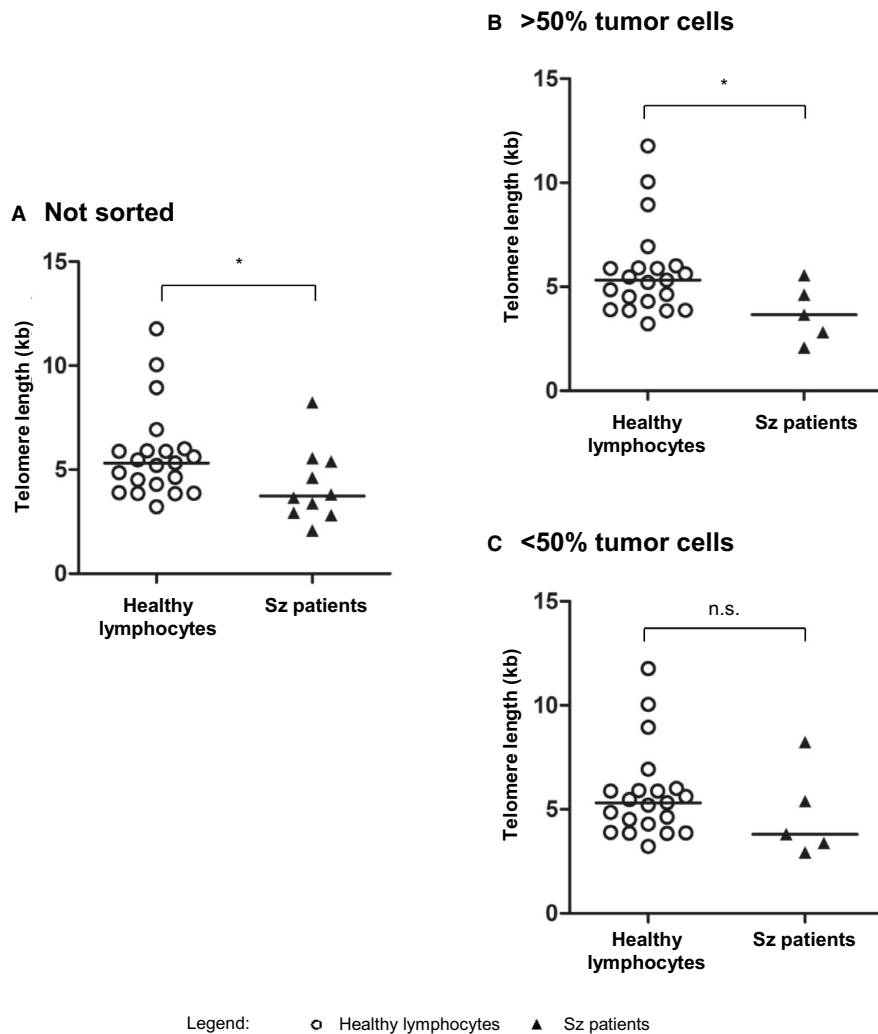 A Not sorted
15
10
5
0
Telomere length (kb)
*
Healthy
lymphocytes
Sz patients
B >50% tumor cells
15
10
5
0
Telomere length (kb)
*
Healthy
lymphocytes
Sz patients
C <50% tumor cells
15
10
5
0
Telomere length (kb)
n.s.
Healthy
lymphocytes
Sz patients
Legend: Healthy lymphocytes Sz patients